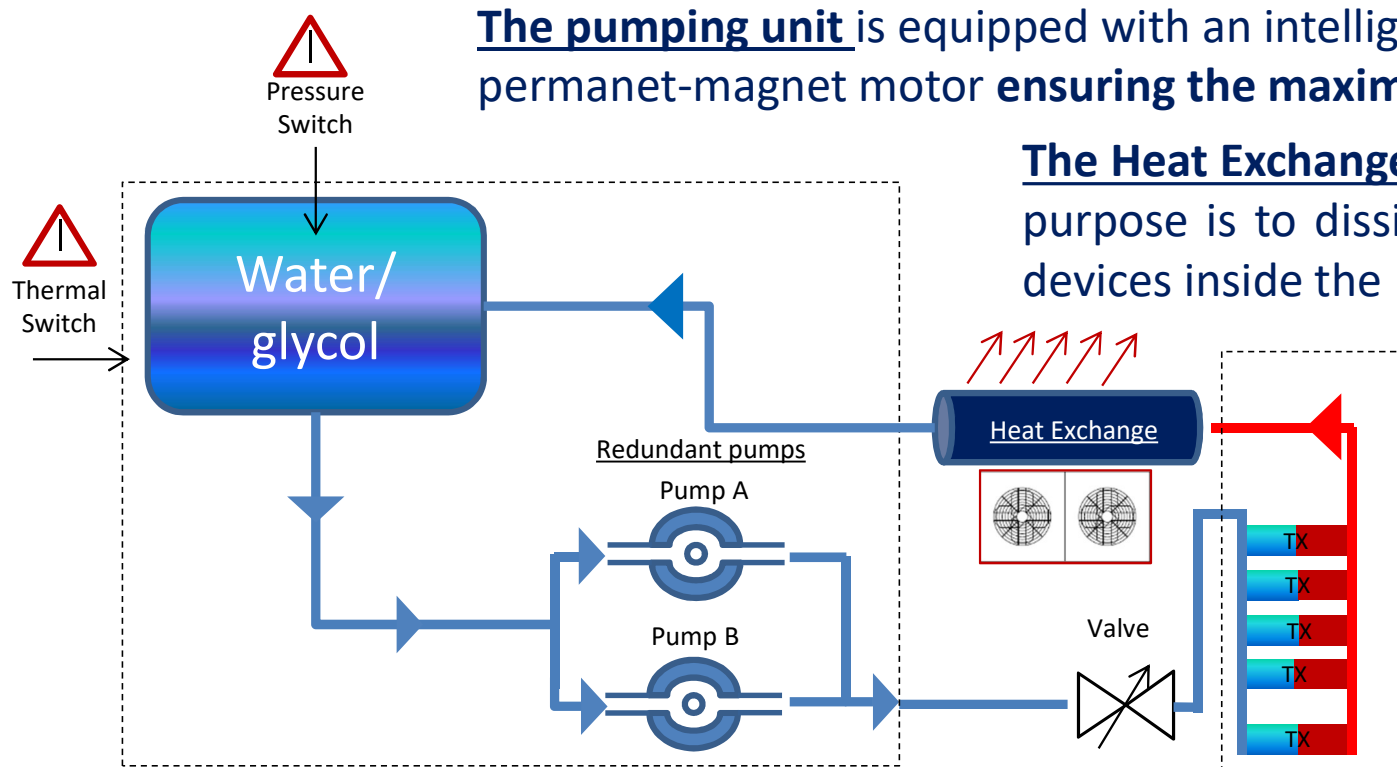 The pumping unit is equipped with an intellig
permanet-magnet motor ensuring the maxim
Pressure
Switch
The Heat Exchange
purpose is to dissi
devices inside the
Thermal
Switch
Water/
glycol
Heat Exchange
Redundant pumps
Pump A
TX
TX
TX
TX
TX
Pump B
Valve